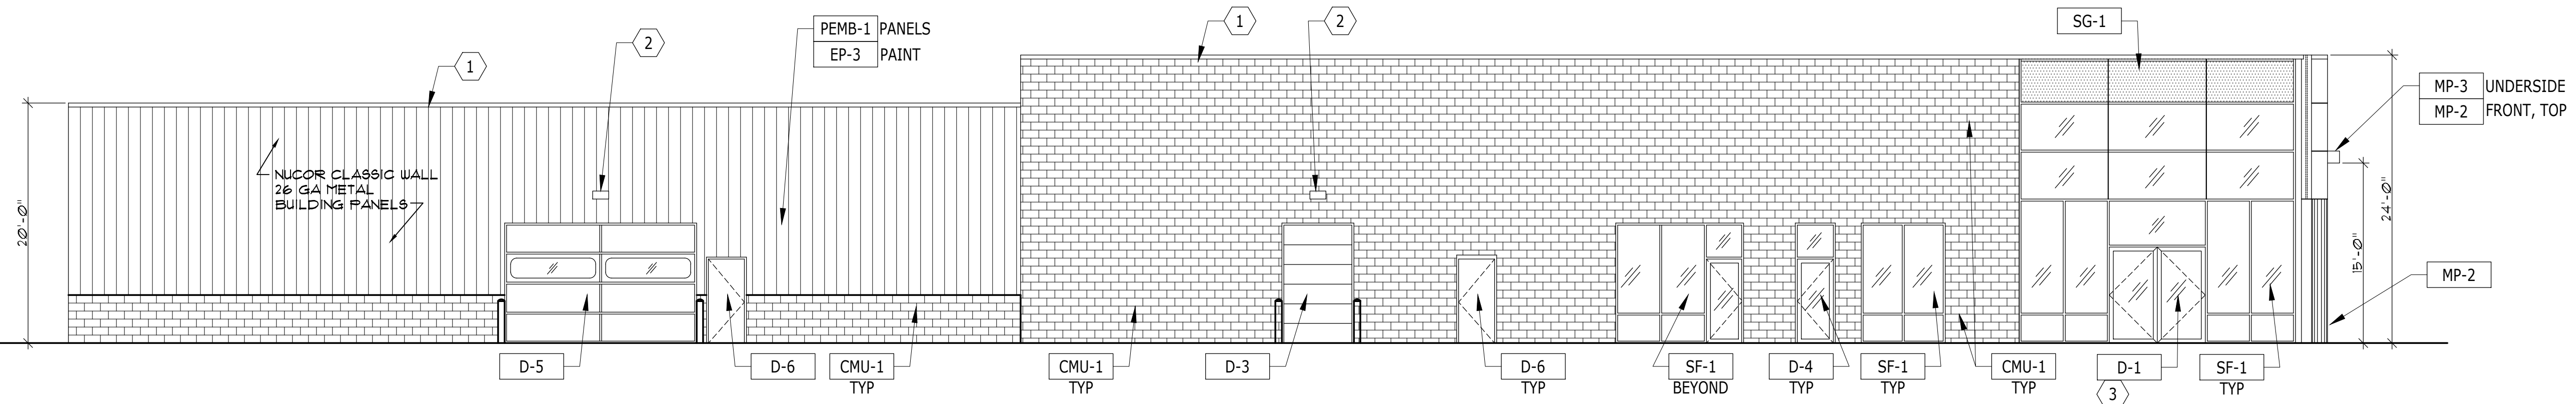 1
2
PEMB-1 PANELS
EP-3 PAINT
1
2
SG-1
MP-3 UNDERSIDE
MP-2 FRONT, TOP
NUCOR CLASSIC WALL
26 GA METAL
BUILDING PANELS
20'-0"
24'-0"
15'-0"
MP-2
D-5
D-6
CMU-1
TYP
CMU-1
TYP
D-3
D-6
TYP
SF-1
BEYOND
D-4
TYP
SF-1
TYP
CMU-1
TYP
D-1
3
SF-1
TYP